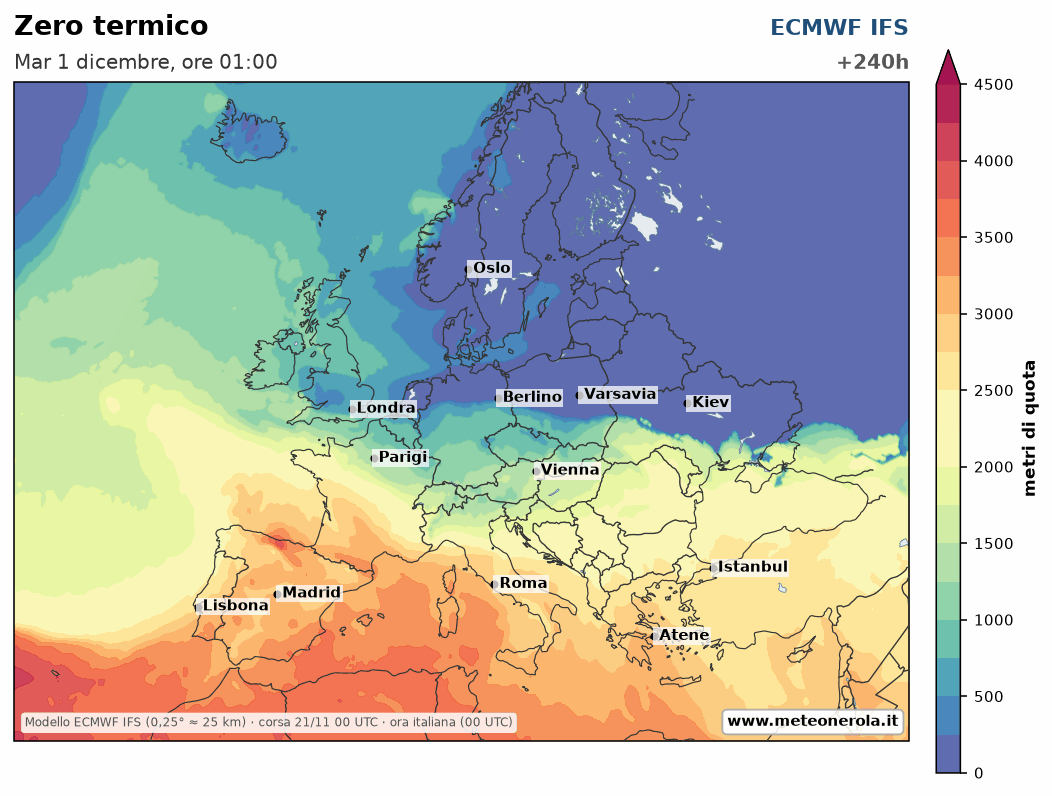 Zero termico
ECMWF IFS
Mar 1 dicembre, ore 01:00
+240h
4500
4000
3500
3000
2500
2000
1500
1000
500
0
metri di quota
Oslo
Londra
Berlino
Varsavia
Kiev
Parigi
Vienna
Istanbul
Roma
Madrid
Lisbona
Atene
Modello ECMWF IFS (0,25° ≈ 25 km) · corsa 21/11 00 UTC · ora italiana (00 UTC)
www.meteonerola.it